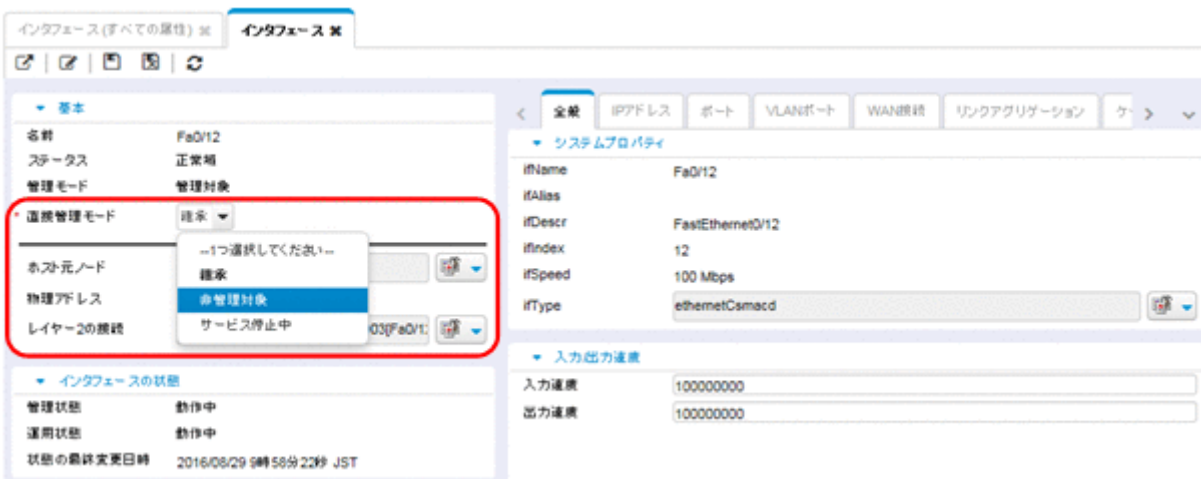 インタフェース (すべての属性)
インタフェース
基本
名前 Fa0/12
ステータス 正常域
管理モード 管理対象
* 直接管理モード 継承
--1つ選択してください--
継承
非管理対象
サービス停止中
ホスト元ノード
物理アドレス
レイヤー2の接続 03[Fa0/1:
インタフェースの状態
管理状態 動作中
運用状態 動作中
状態の最終変更日時 2016/08/29 9時58分22秒 JST
全般 IPアドレス ポート VLANポート WAN接続 リンクアグリゲーション
システムプロパティ
ifName Fa0/12
ifAlias
ifDescr FastEthernet0/12
ifIndex 12
ifSpeed 100 Mbps
ifType ethernetCsmacd
入力/出力速度
入力速度 100000000
出力速度 100000000